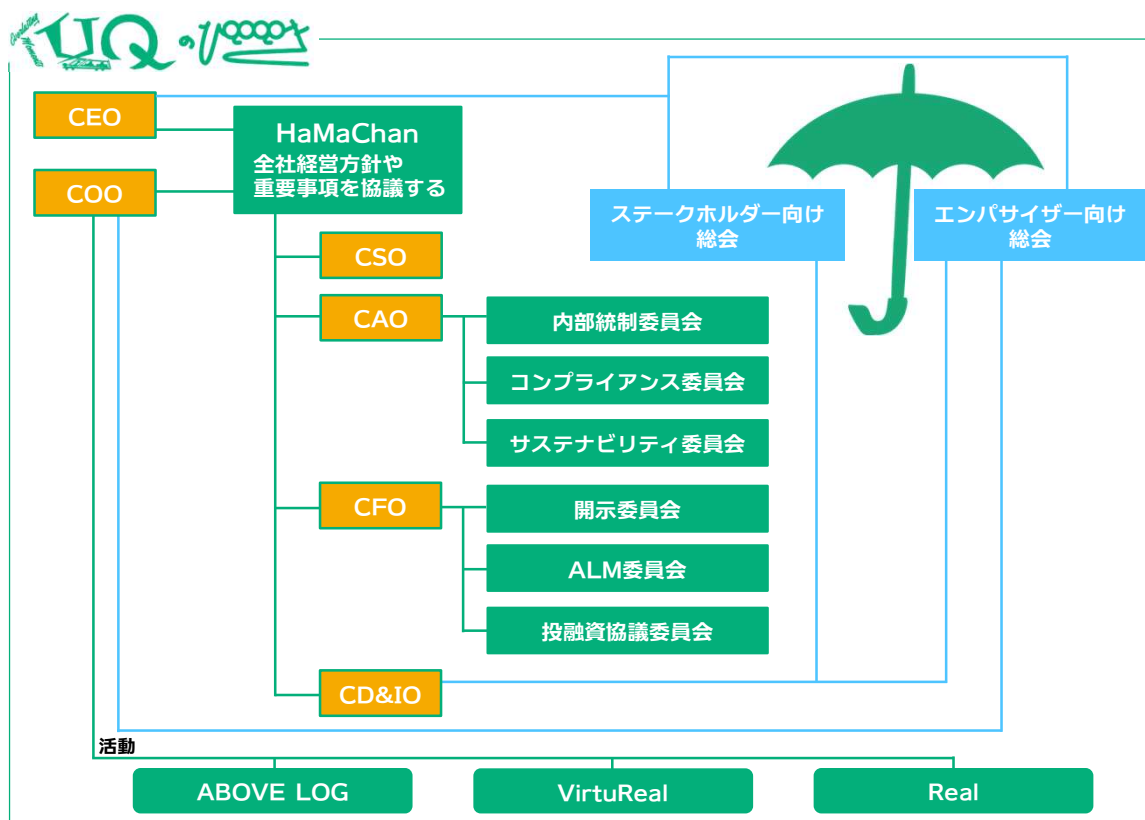 UQ
の
CEO
HaMaChan
全社経営方針や
重要事項を協議する
COO
ステークホルダー向け
総会
エンパサイザー向け
総会
CSO
CAO
内部統制委員会
コンプライアンス委員会
サステナビリティ委員会
CFO
開示委員会
ALM委員会
投融資協議委員会
CD&IO
活動
ABOVE LOG
VirtuReal
Real